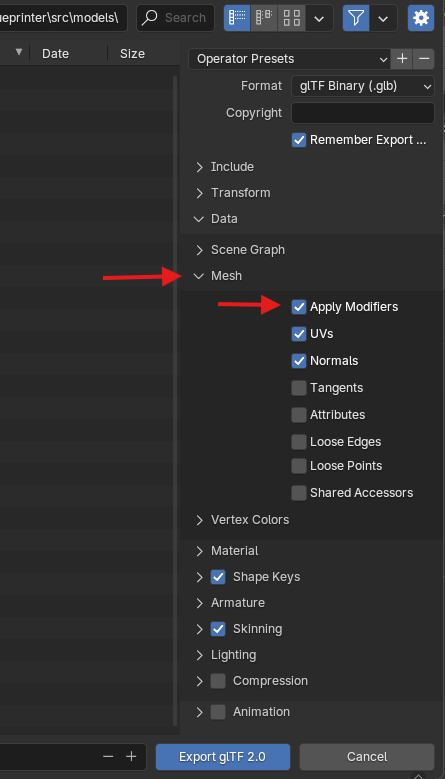 ueprinter\src\models\
Search
Date
Size
Operator Presets
Format
glTF Binary (.glb)
Copyright
Remember Export ...
Include
Transform
Data
Scene Graph
Mesh
Apply Modifiers
UVs
Normals
Tangents
Attributes
Loose Edges
Loose Points
Shared Accessors
Vertex Colors
Material
Shape Keys
Armature
Skinning
Lighting
Compression
Animation
Export glTF 2.0
Cancel